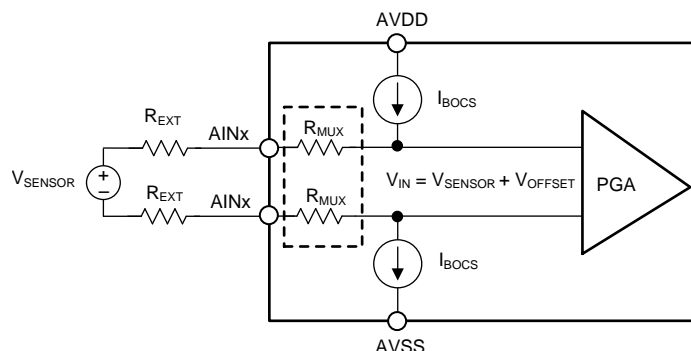 AVDD
I_BOCS
R_EXT
AINx
R_MUX
V_SENSOR
V_IN = V_SENSOR + V_OFFSET
PGA
R_EXT
AINx
R_MUX
I_BOCS
AVSS